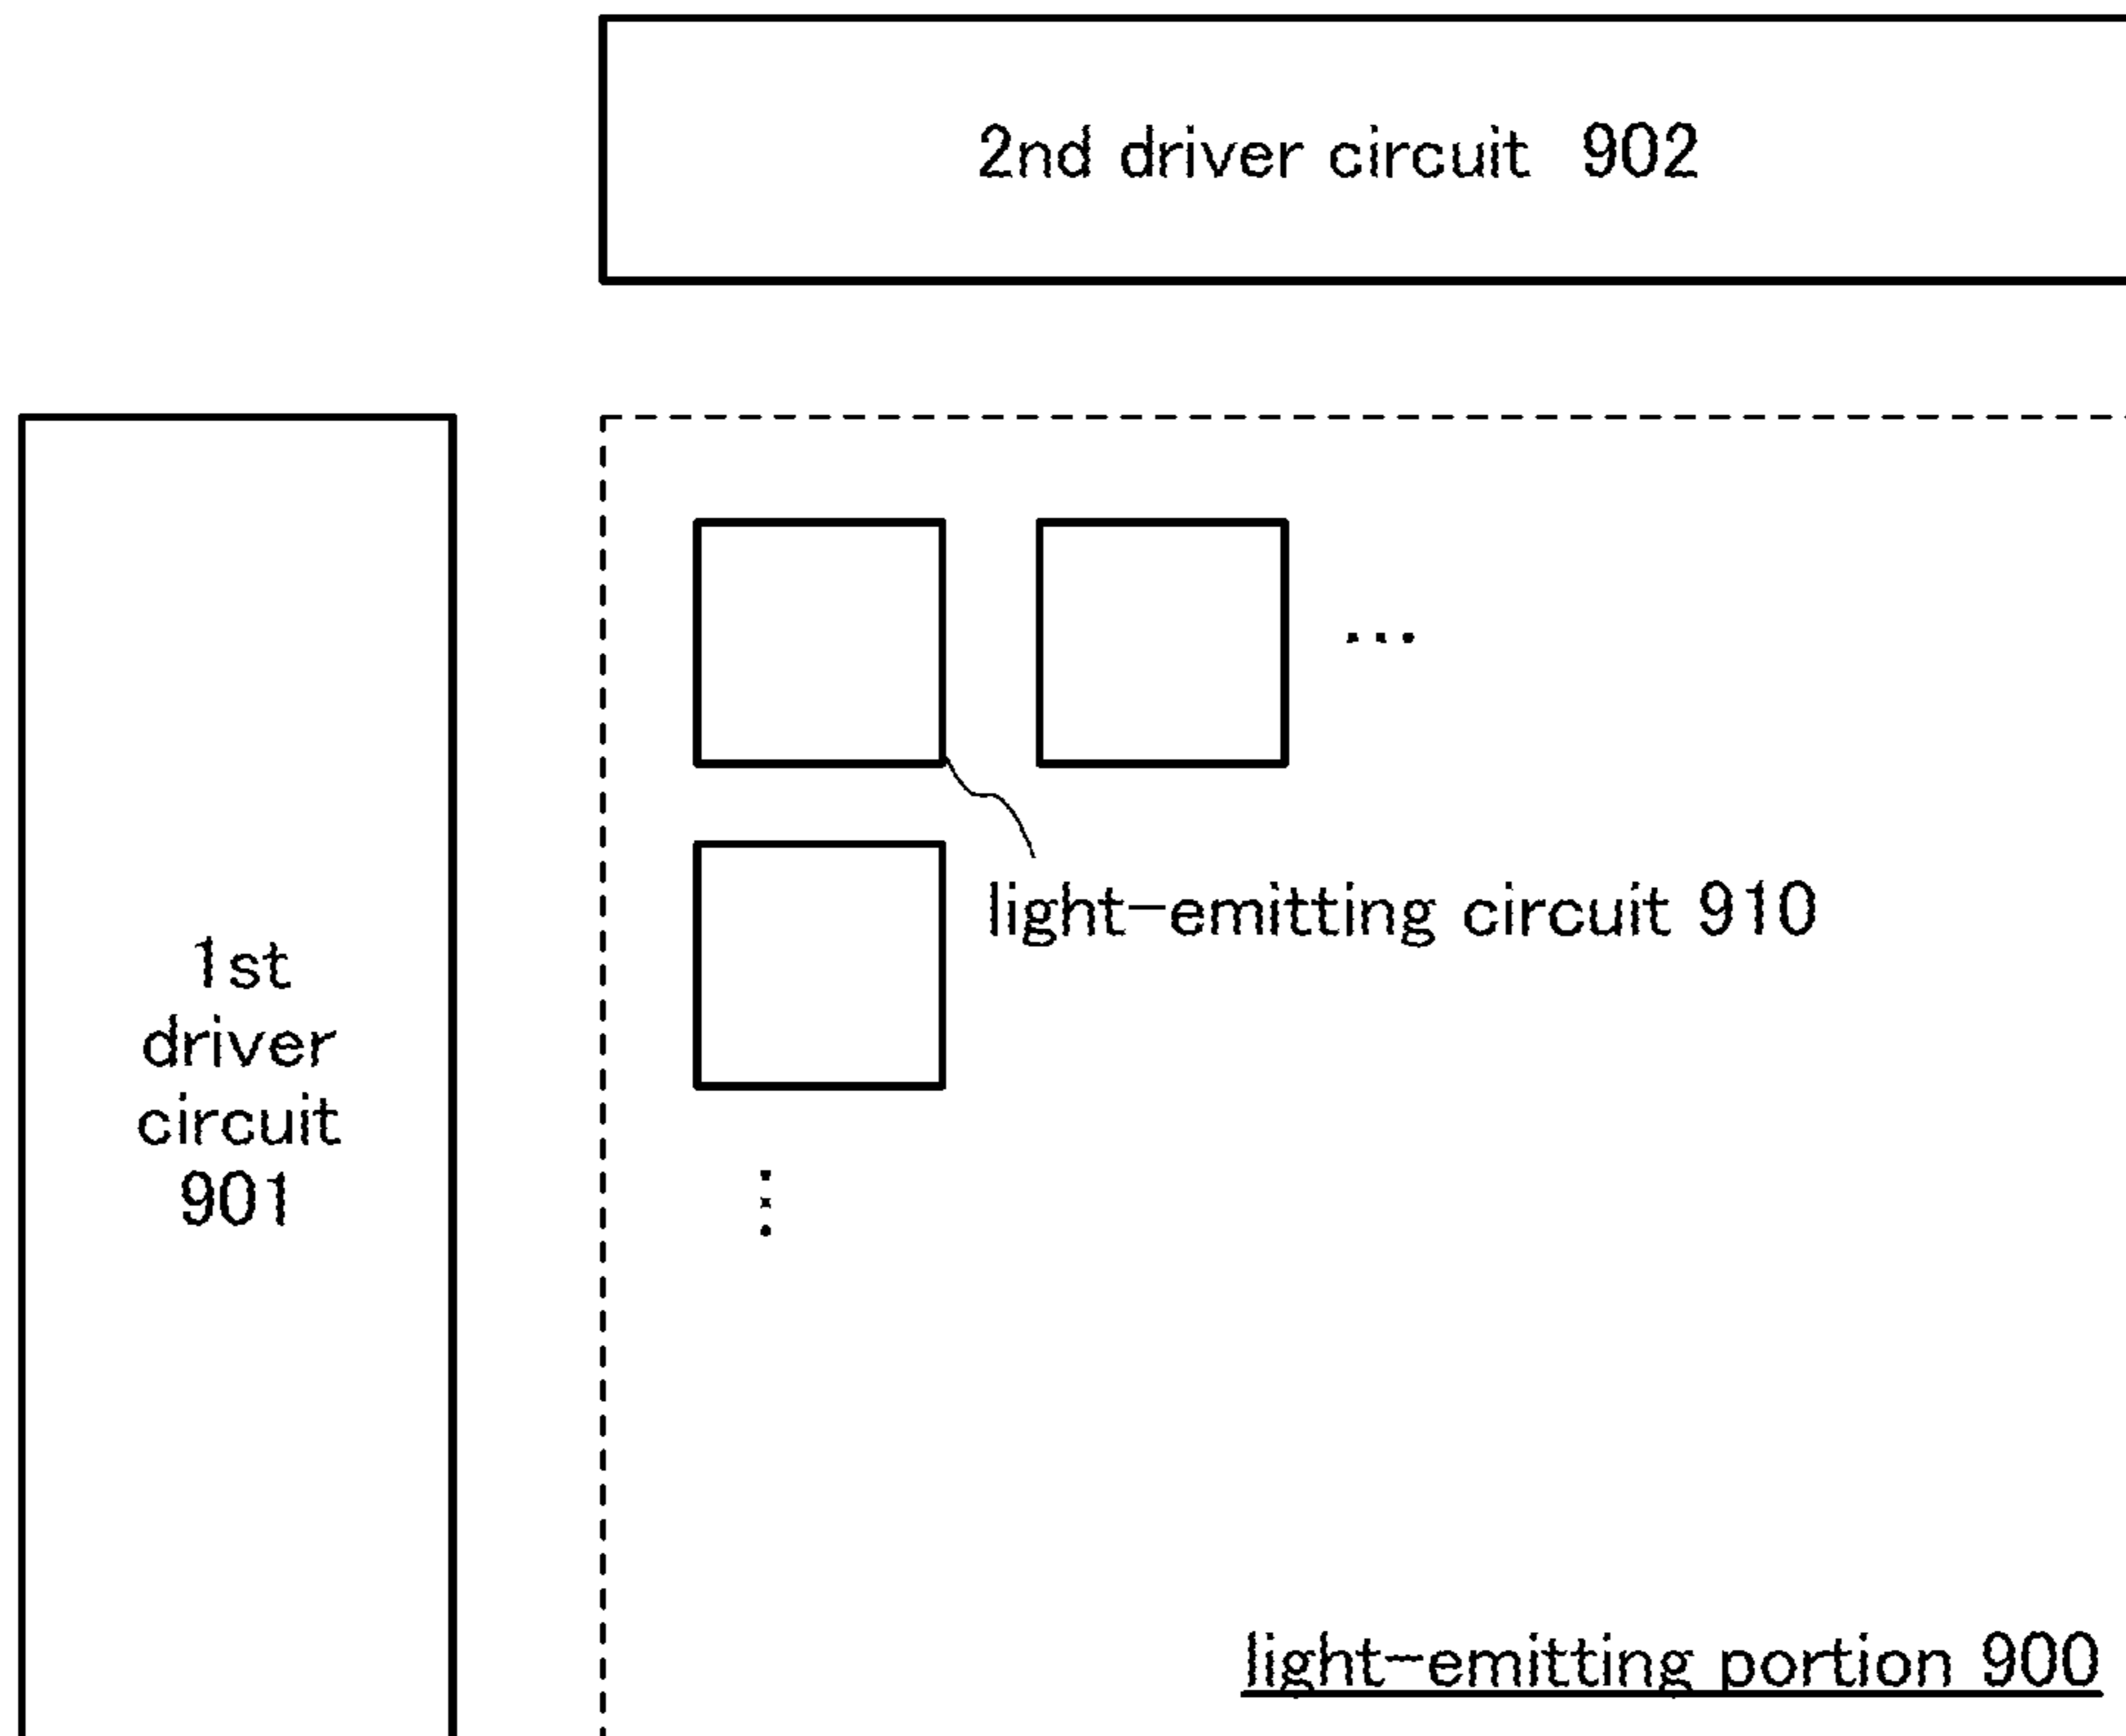 2nd driver circuit 902
...
light-emitting circuit 910
1st
driver
circuit
901
light-emitting portion 900